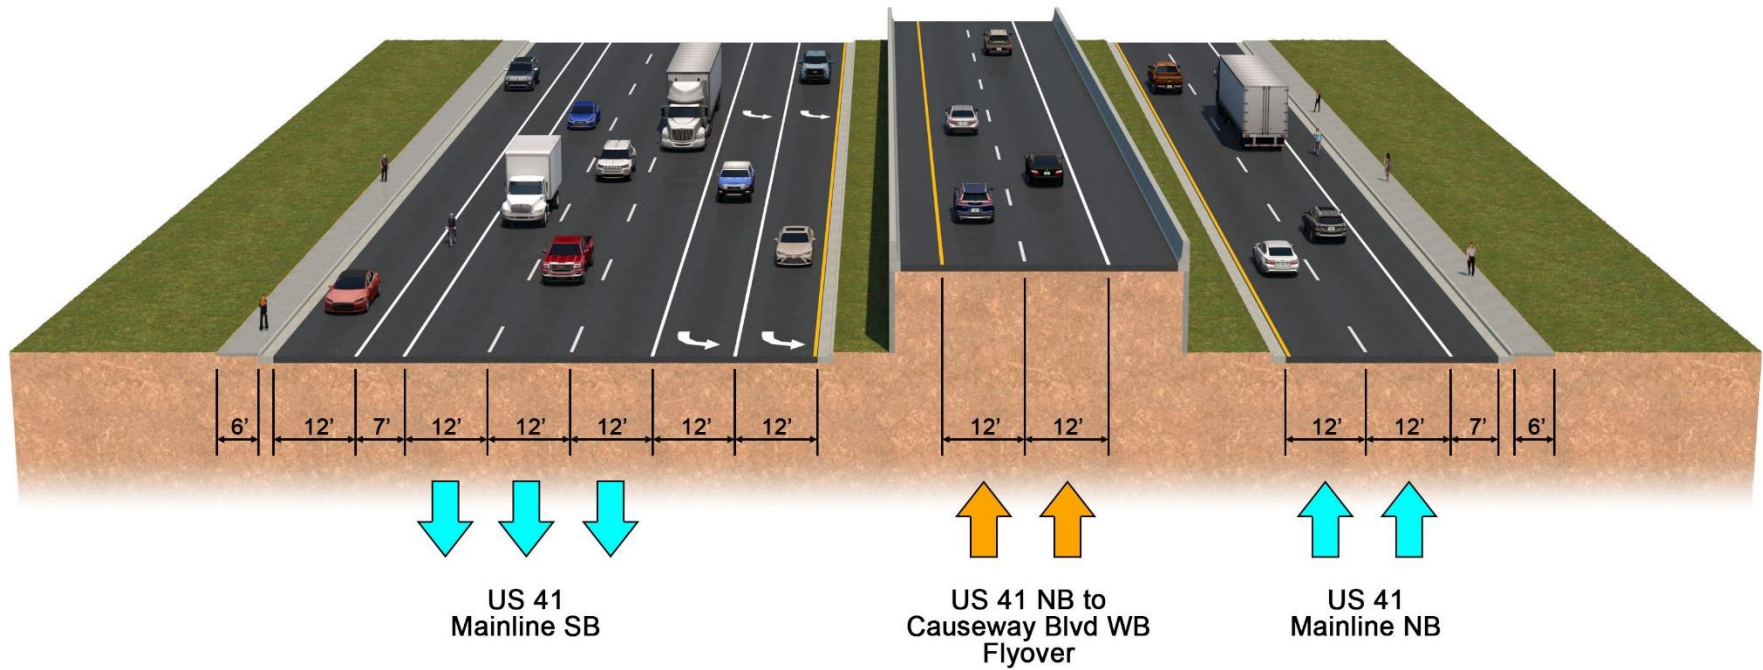 6’ 12’ 7’ 12’ 12’ 12’ 12’ 12’ 12’ 12’ 12’ 12’ 7’ 6’
US 41
Mainline SB
US 41 NB to
Causeway Blvd WB
Flyover
US 41
Mainline NB